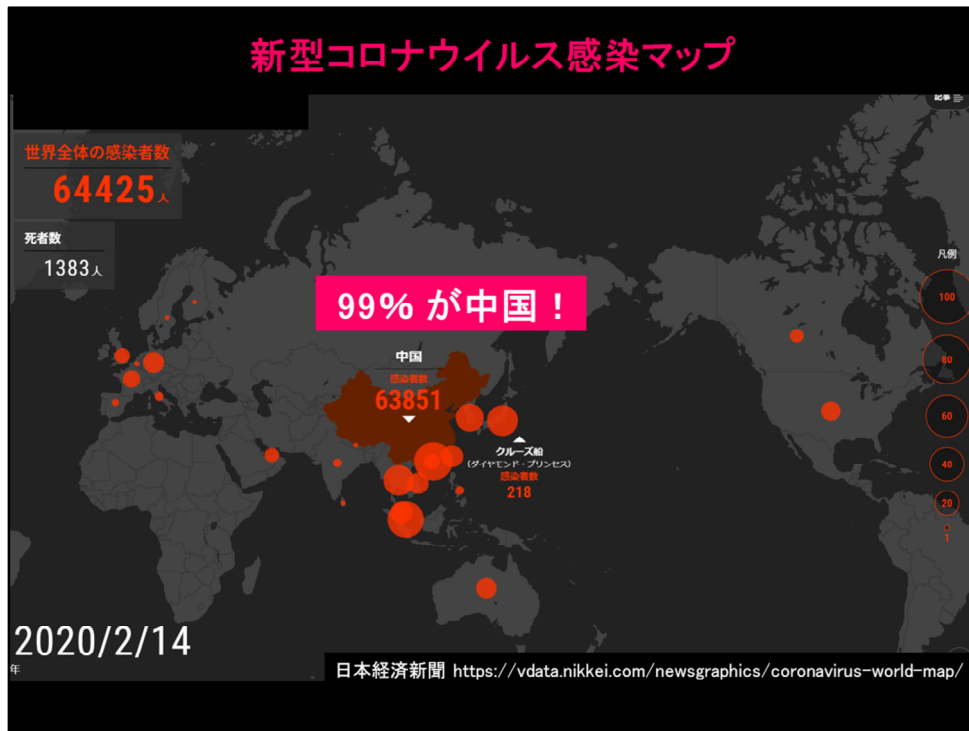 新型コロナウイルス感染マップ
記事
世界全体の感染者数
64425人
死者数
1383人
凡例
100
80
60
40
20
1
99% が中国！
中国
感染者数
63851
クルーズ船
(ダイヤモンド・プリンセス)
感染者数
218
2020/2/14
年
日本経済新聞 https://vdata.nikkei.com/newsgraphics/coronavirus-world-map/